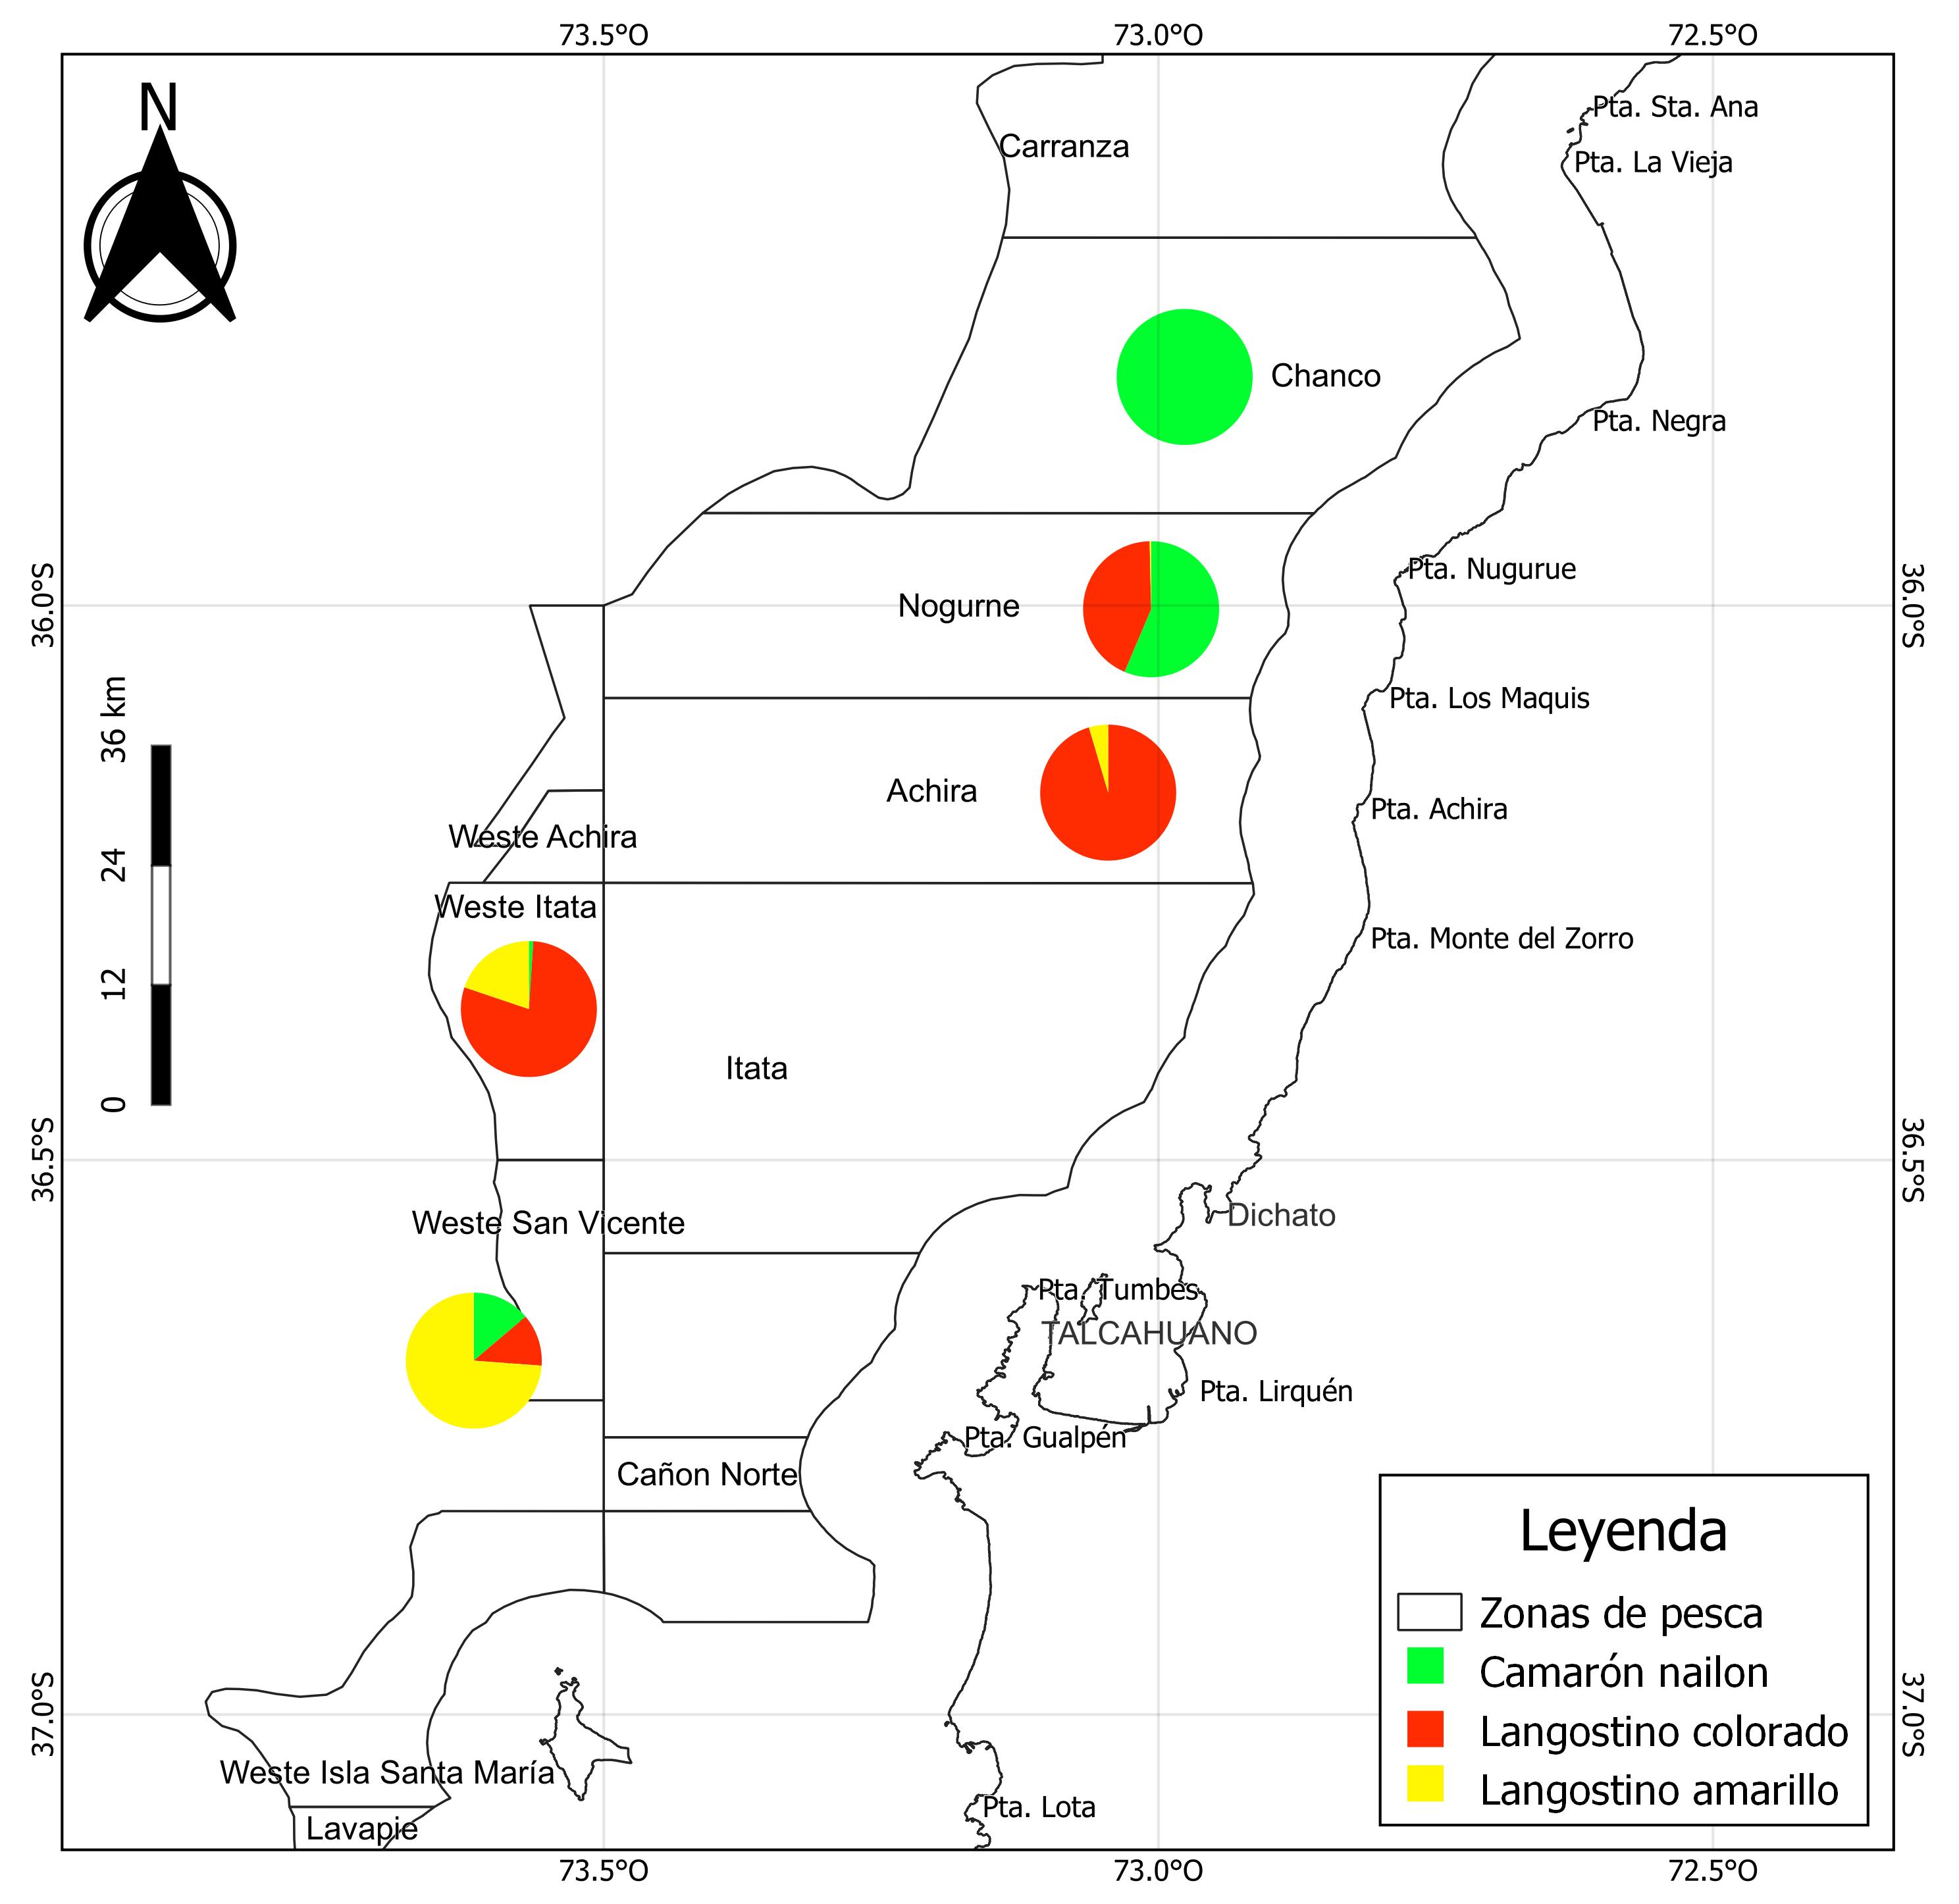 73.5°O
73.0°O
72.5°O
N
Pta. Sta. Ana
Carranza
Pta. La Vieja
Chanco
Pta. Negra
36.0°S
36.0°S
Pta. Nugurue
Nogurne
Pta. Los Maquis
36 km
24
12
0
Achira
Pta. Achira
Weste Achira
Weste Itata
Pta. Monte del Zorro
Itata
36.5°S
36.5°S
Weste San Vicente
Dichato
Pta. Tumbes
TALCAHUANO
Pta. Lirquén
Pta. Gualpén
Cañon Norte
Leyenda
Zonas de pesca
Camarón nailon
Langostino colorado
Langostino amarillo
37.0°S
37.0°S
Weste Isla Santa María
Pta. Lota
Lavapie
73.5°O
73.0°O
72.5°O